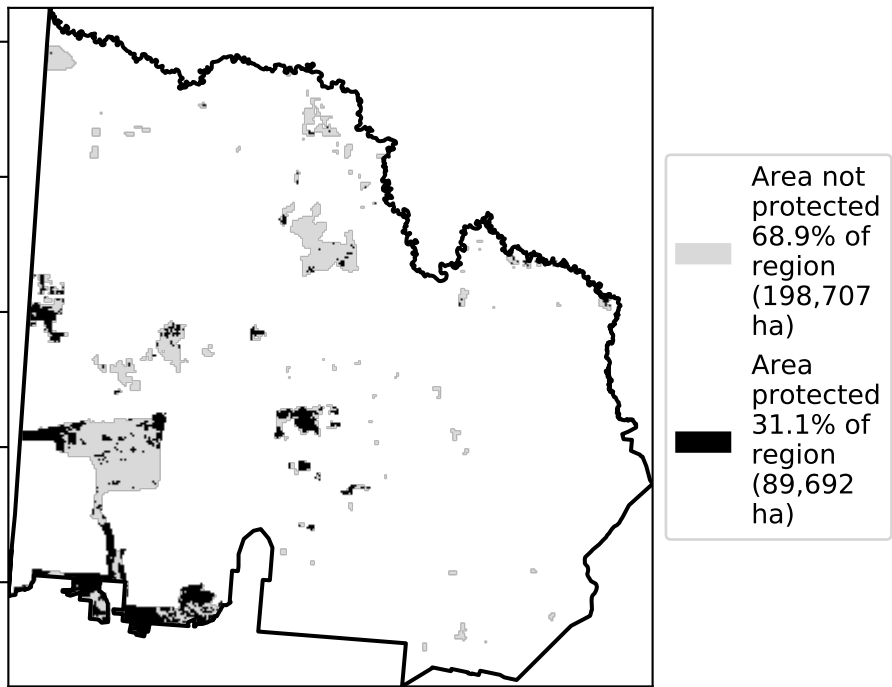 Area not
protected
68.9% of
region
(198,707
ha)
Area
protected
31.1% of
region
(89,692
ha)